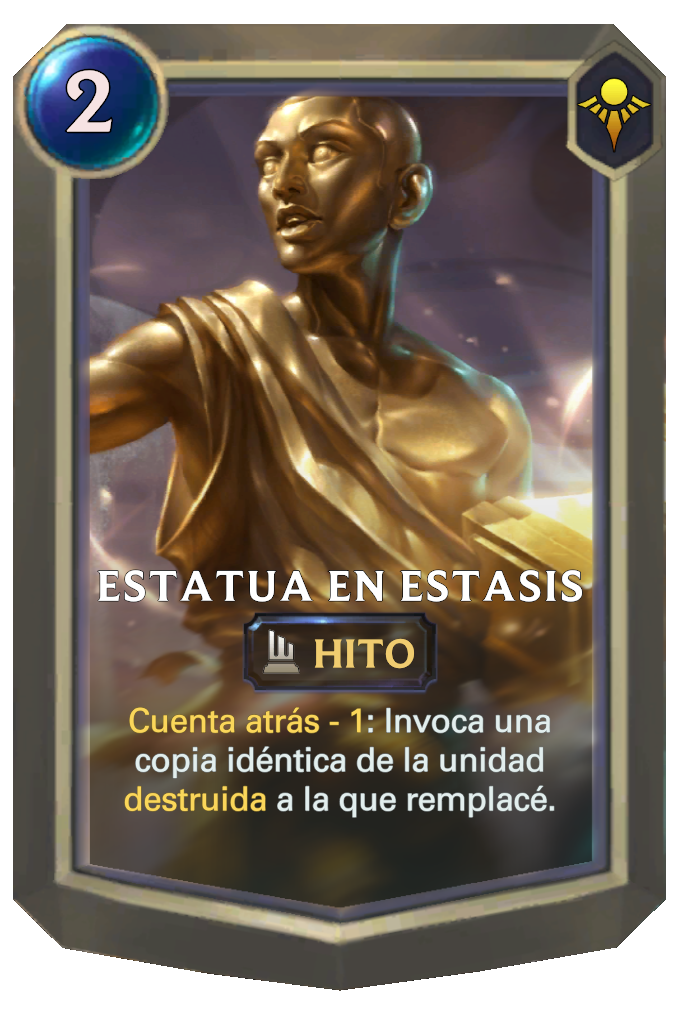 2
ESTATUA EN ESTASIS
HITO
Cuenta atrás - 1: Invoca una
copia idéntica de la unidad
destruida a la que remplacé.